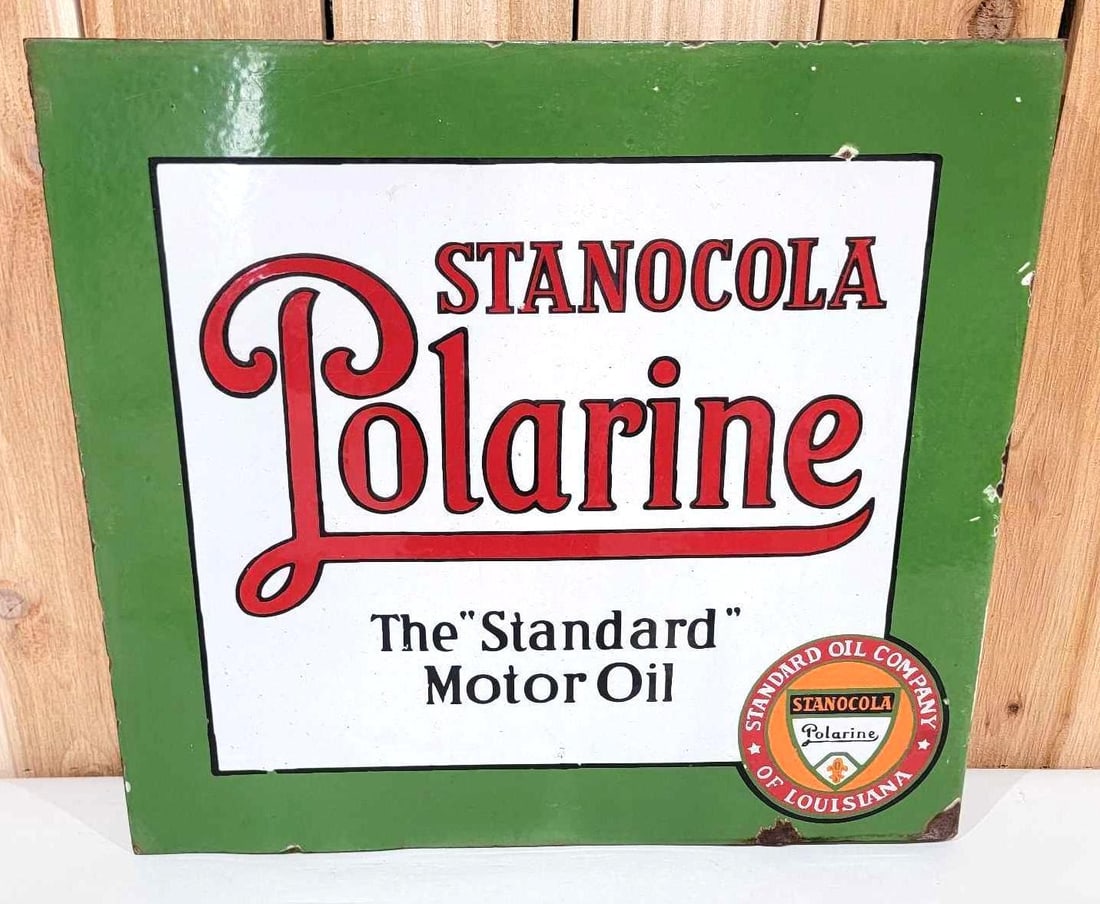 STANOCOLA
Polarine
The "Standard"
Motor Oil
STANDARD OIL COMPANY
OF LOUISIANA
STANOCOLA
Polarine